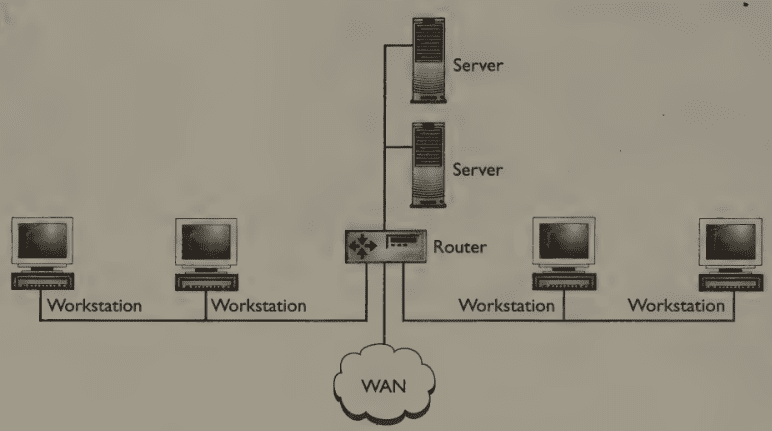 Server
Server
Router
Workstation
Workstation
Workstation
Workstation
WAN